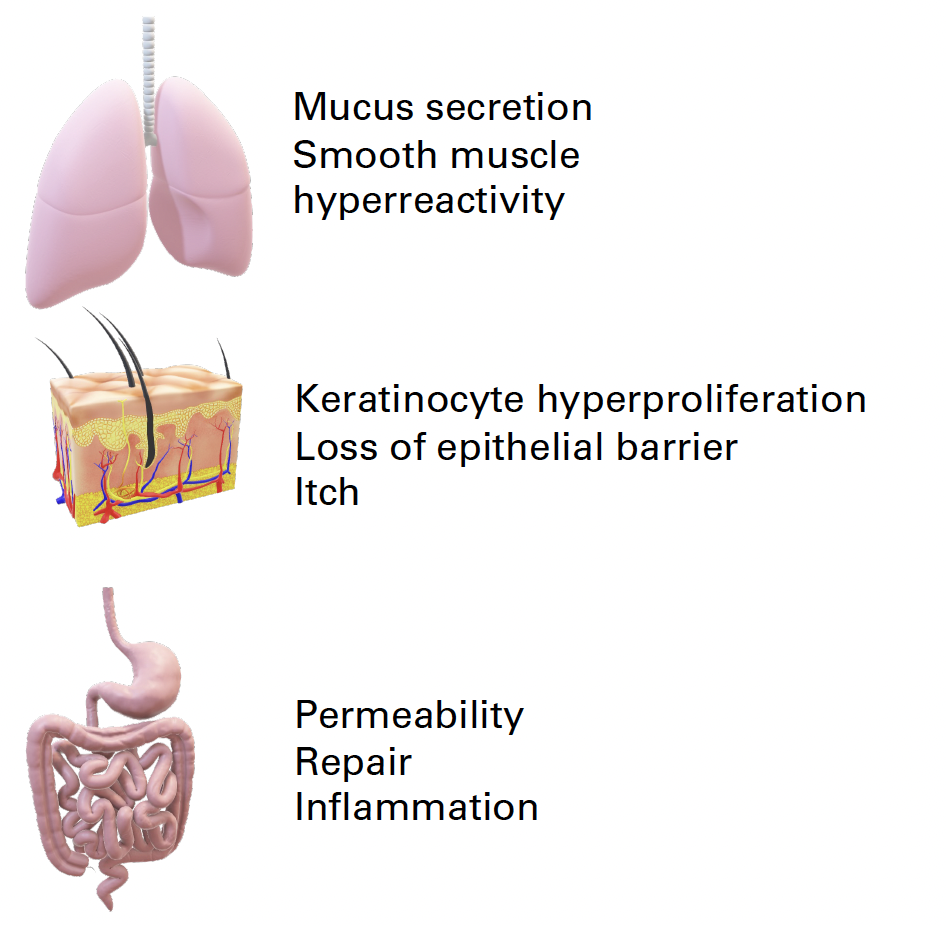 Mucus secretion
Smooth muscle
hyperreactivity
Keratinocyte hyperproliferation
Loss of epithelial barrier
Itch
Permeability
Repair
Inflammation